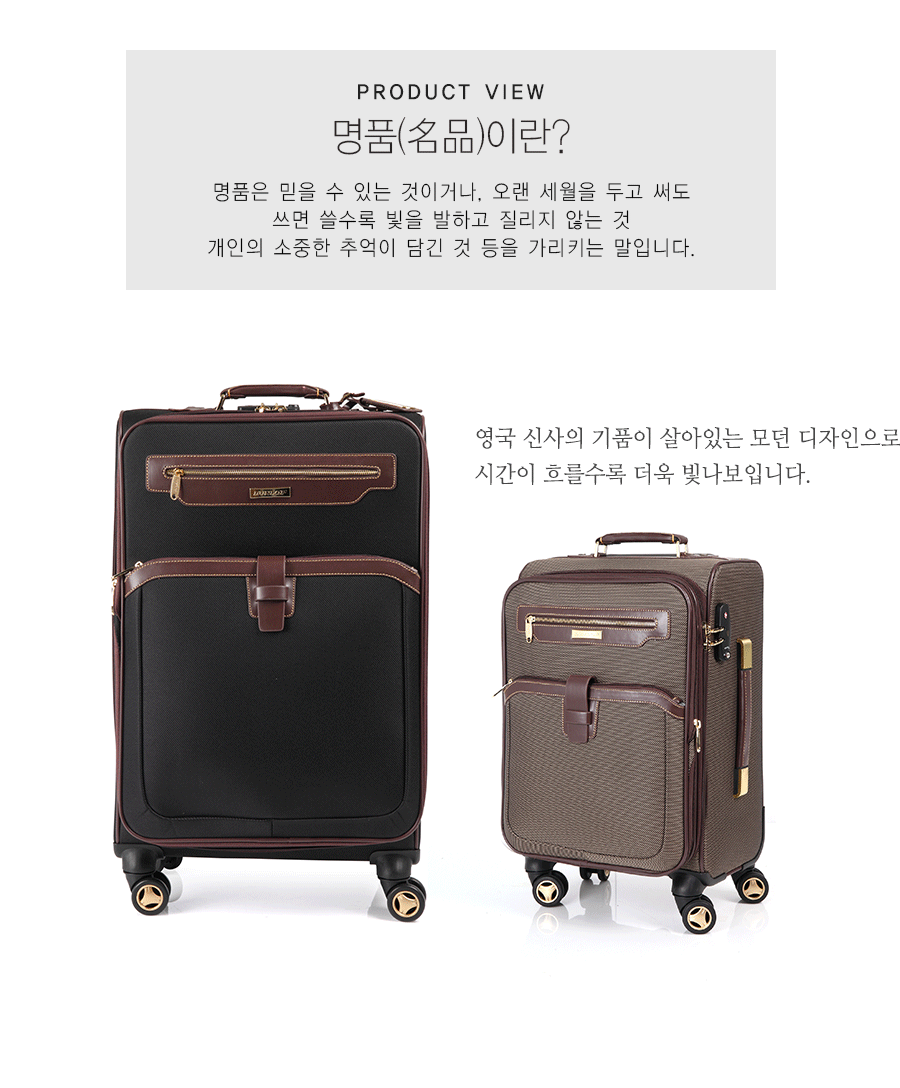 PRODUCT VIEW
명품(名品)이란?
명품은 믿을 수 있는 것이거나, 오랜 세월을 두고 써도
쓰면 쓸수록 빛을 발하고 질리지 않는 것
개인의 소중한 추억이 담긴 것 등을 가리키는 말입니다.
영국 신사의 기품이 살아있는 모던 디자인으로
시간이 흐를수록 더욱 빛나보입니다.